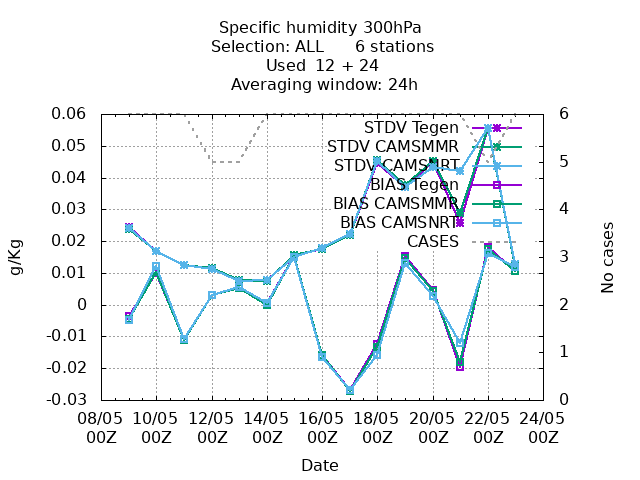 Specific humidity 300hPa
Selection: ALL 6 stations
Used 12 + 24
Averaging window: 24h
0.06
0.05
0.04
0.03
0.02
0.01
0
-0.01
-0.02
-0.03
g/Kg
6
5
4
3
2
1
0
No cases
STDV Tegen
STDV CAMSMMR
STDV CAMSNRT
BIAS Tegen
BIAS CAMSMMR
BIAS CAMSNRT
CASES
08/05 10/05 12/05 14/05 16/05 18/05 20/05 22/05 24/05
00Z 00Z 00Z 00Z 00Z 00Z 00Z 00Z 00Z
Date